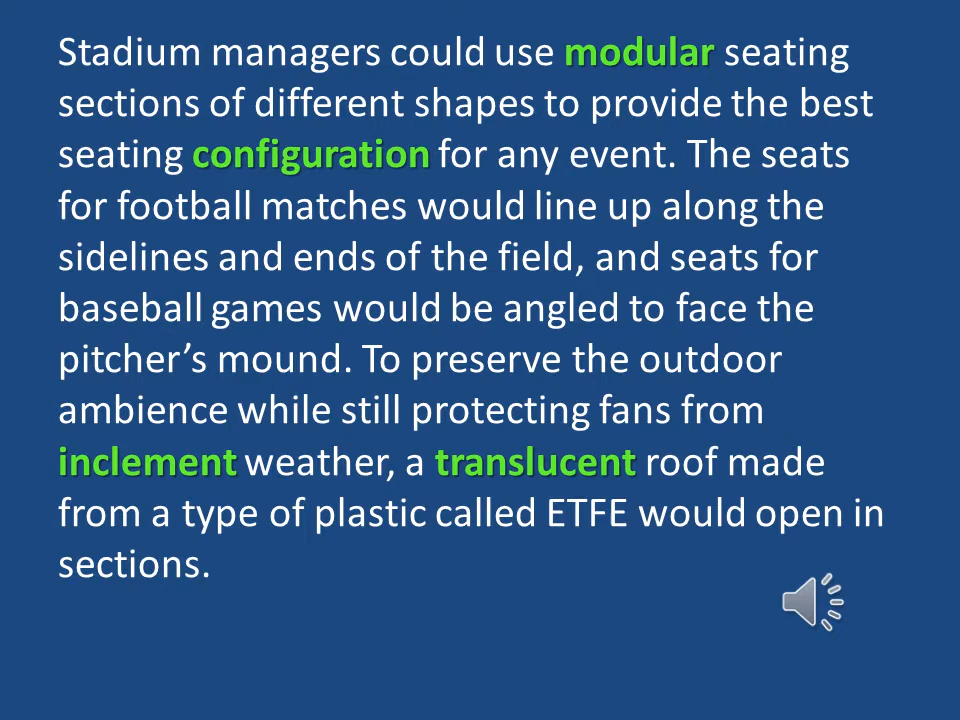 Stadium managers could use modular seating
sections of different shapes to provide the best
seating configuration for any event. The seats
for football matches would line up along the
sidelines and ends of the field, and seats for
baseball games would be angled to face the
pitcher’s mound. To preserve the outdoor
ambience while still protecting fans from
inclement weather, a translucent roof made
from a type of plastic called ETFE would open in
sections.